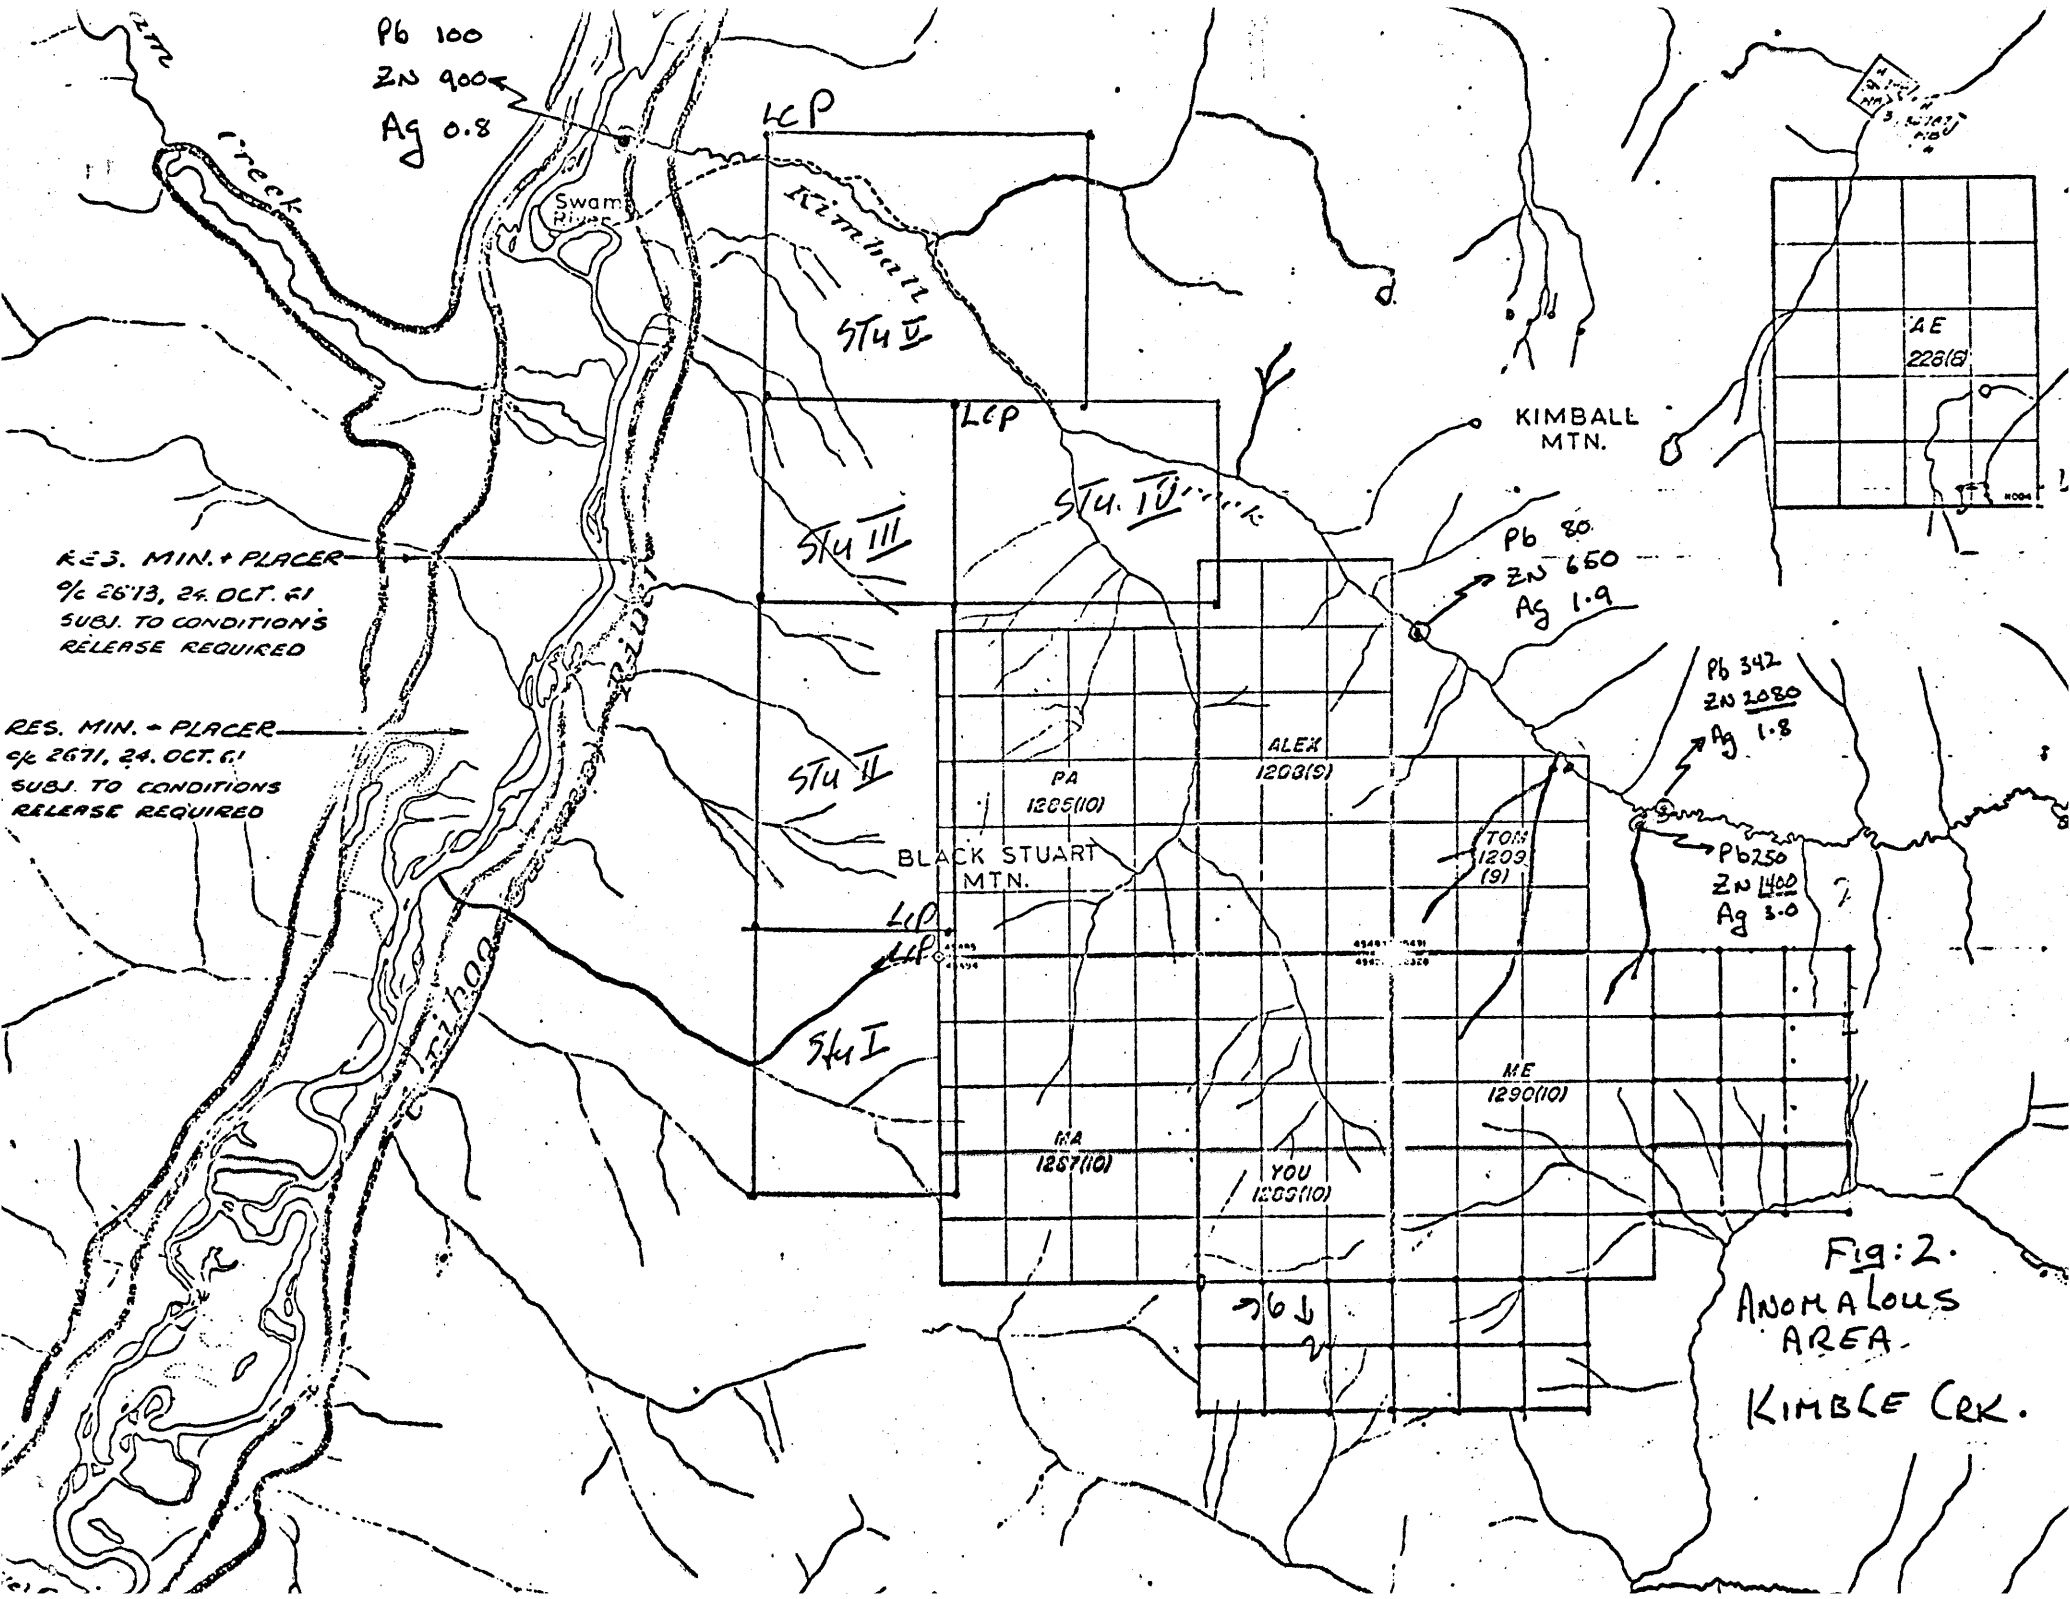 Pb 100
ZN 900
Ag 0.8
Creek
LCP
Swam
River
Kimball
STu V
AE
228(8)
LCP
KIMBALL
MTN.
STu III
STu. IV
Pb 80.
ZN 650
Ag 1.9
RES. MIN. + PLACER
o/c 2673, 24. OCT. 61
SUBJ. TO CONDITIONS
RELEASE REQUIRED
River
Pb 342
ZN 2080
Ag 1.8
RES. MIN. + PLACER
o/c 2671, 24. OCT. 61
SUBJ. TO CONDITIONS
RELEASE REQUIRED
STu II
PA
1285(10)
ALEX
1208(9)
TOM
1209
(9)
BLACK STUART
MTN.
Pb 250
ZN 1400
Ag 3.0
?
LCP
LCP
Cariboo
Stu I
ME
1290(10)
MA
1287(10)
YOU
Fig: 2.
ANOMALOUS
AREA.
KIMBLE CRK.